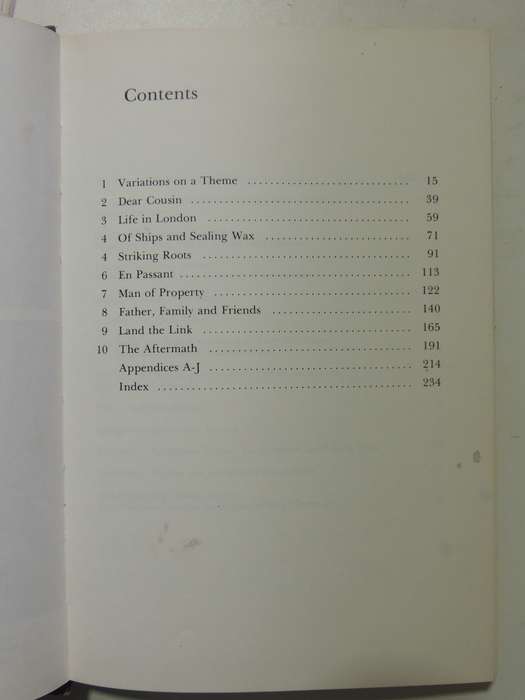 Contents
1 Variations on a Theme ............................. 15
2 Dear Cousin ....................................... 39
3 Life in London .................................... 59
4 Of Ships and Sealing Wax .......................... 71
4 Striking Roots .................................... 91
6 En Passant ........................................ 113
7 Man of Property ................................... 122
8 Father, Family and Friends ........................ 140
9 Land the Link ..................................... 165
10 The Aftermath .................................... 191
Appendices A-J ...................................... 214
Index ............................................... 234